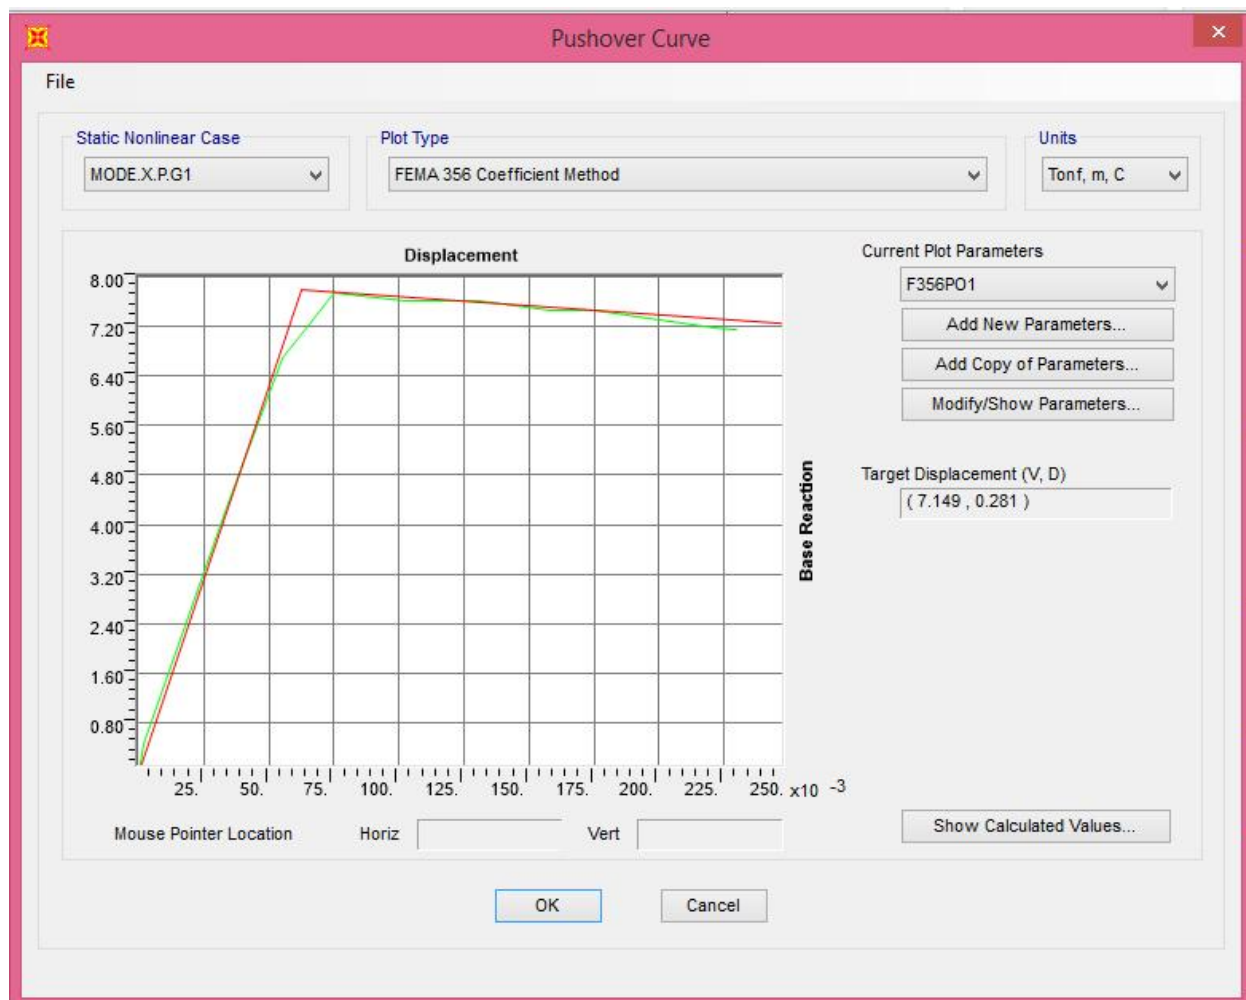 Pushover Curve
File
Static Nonlinear Case
MODE.X.P.G1
Plot Type
FEMA 356 Coefficient Method
Units
Tonf, m, C
Displacement
8.00
7.20
6.40
5.60
4.80
4.00
3.20
2.40
1.60
0.80
25. 50. 75. 100. 125. 150. 175. 200. 225. 250. x10 -3
Base Reaction
Mouse Pointer Location Horiz Vert
Current Plot Parameters
F356PO1
Add New Parameters...
Add Copy of Parameters...
Modify/Show Parameters...
Target Displacement (V, D)
( 7.149 , 0.281 )
Show Calculated Values...
OK Cancel